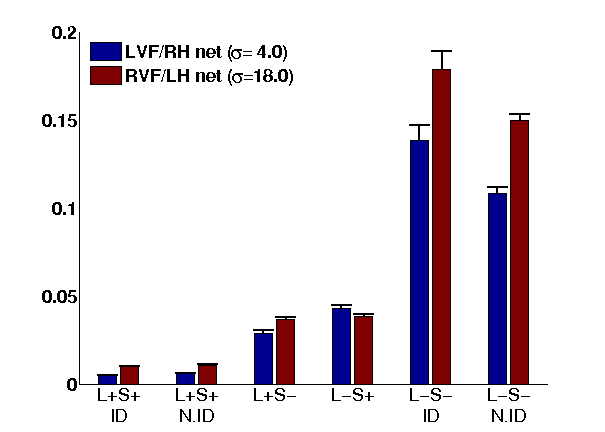 0.2
LVF/RH net (σ= 4.0)
RVF/LH net (σ=18.0)
0.15
0.1
0.05
0
L+S+ L+S+ L+S− L−S+ L−S− L−S−
ID N.ID ID N.ID